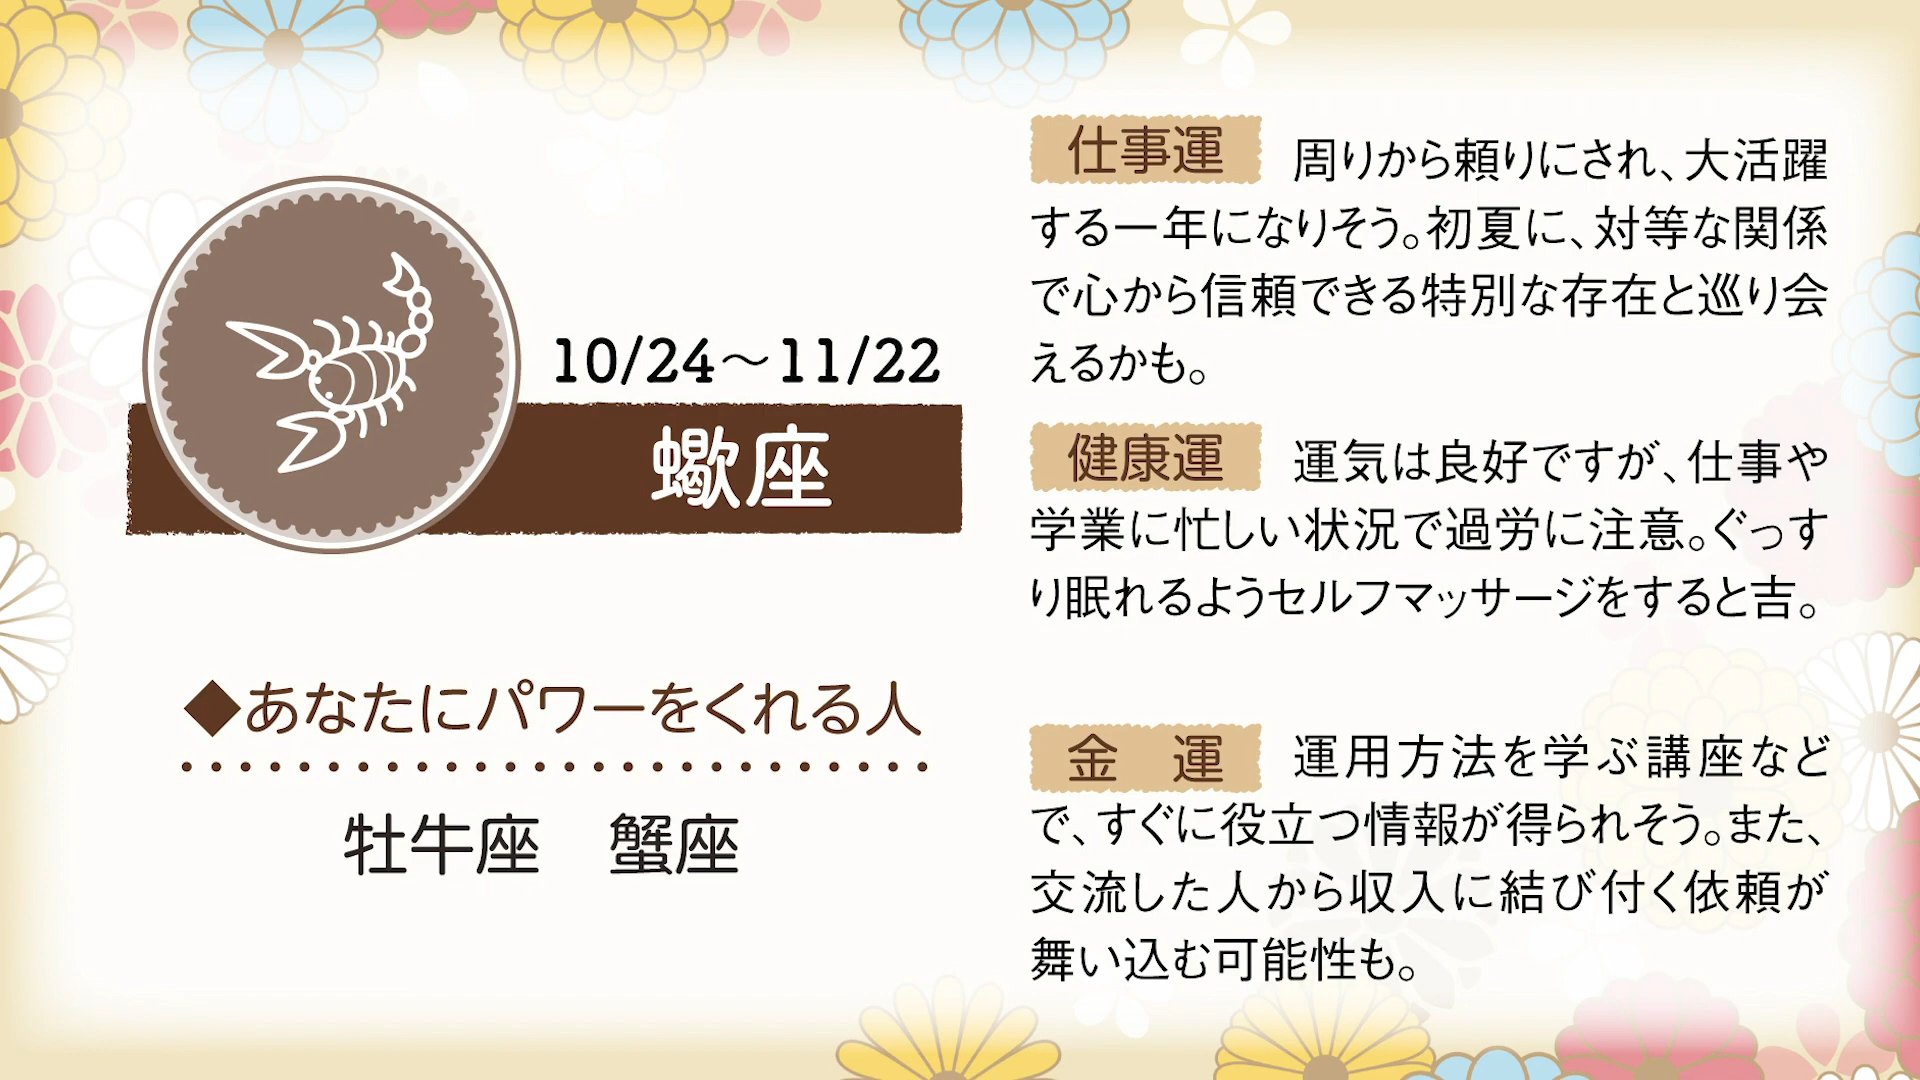 10/24～11/22
蠍座
◆あなたにパワーをくれる人
牡牛座　蟹座
仕事運　周りから頼りにされ、大活躍
する一年になりそう。初夏に、対等な関係
で心から信頼できる特別な存在と巡り会
えるかも。
健康運　運気は良好ですが、仕事や
学業に忙しい状況で過労に注意。ぐっす
り眠れるようセルフマッサージをすると吉。
金　運　運用方法を学ぶ講座など
で、すぐに役立つ情報が得られそう。また、
交流した人から収入に結び付く依頼が
舞い込む可能性も。